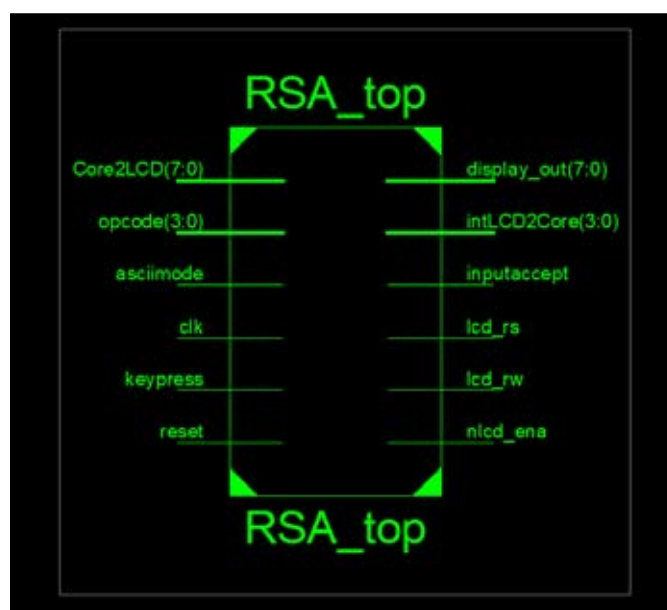 RSA_top
Core2LCD(7:0) display_out(7:0)
opcode(3:0) intLCD2Core(3:0)
asciimode inputaccept
clk lcd_rs
keypress lcd_rw
reset nlcd_ena
RSA_top